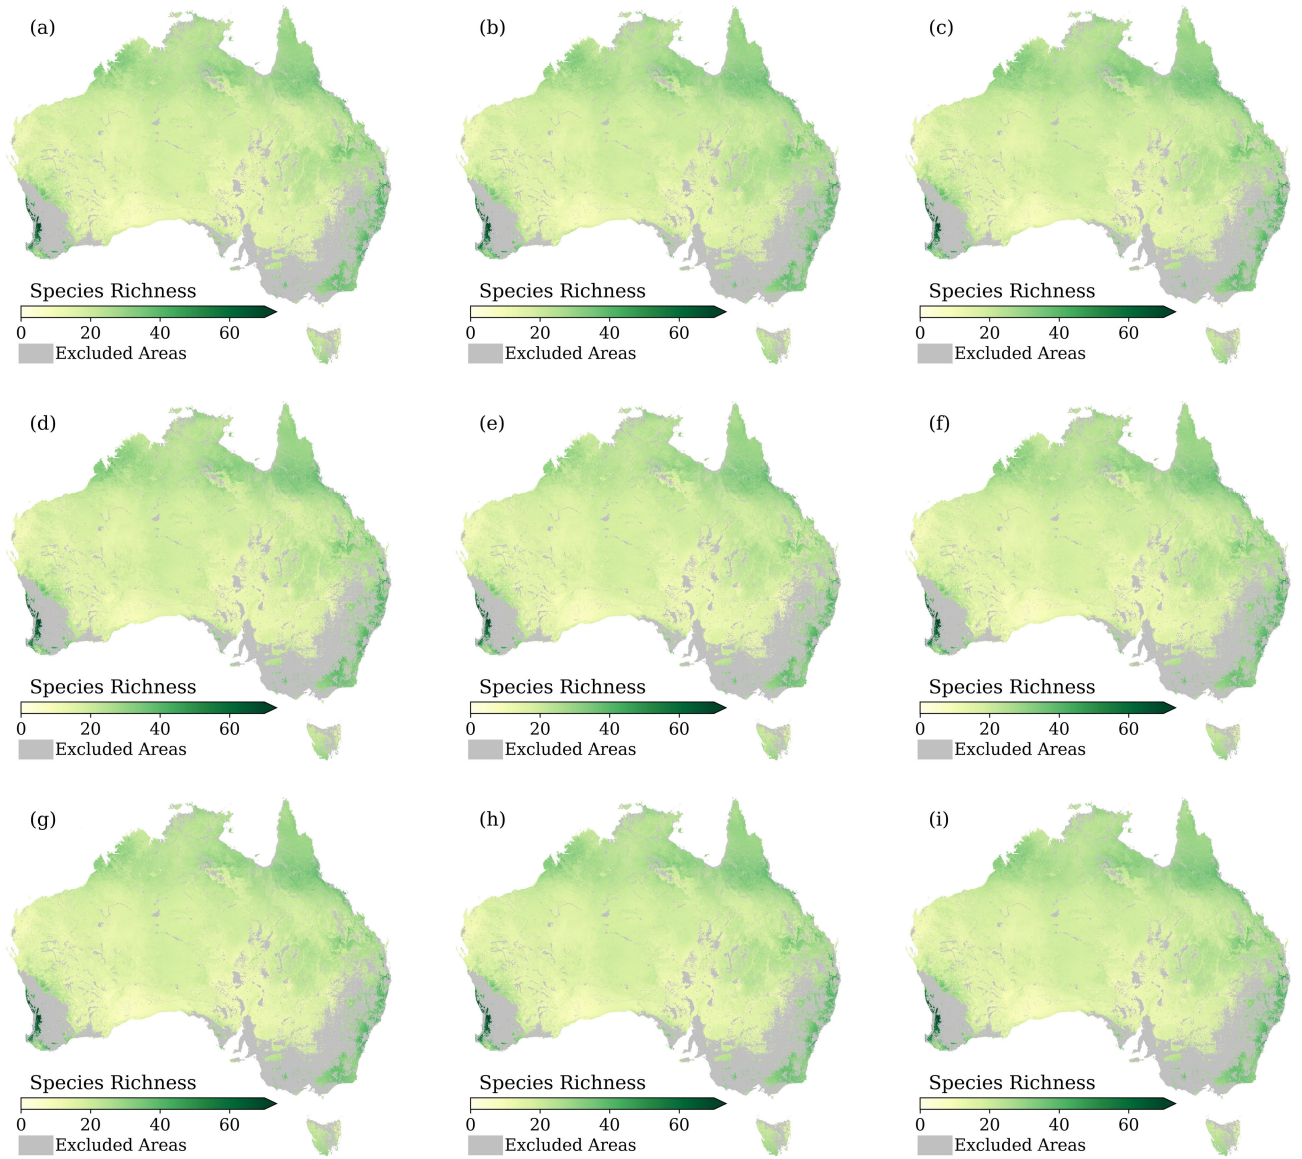 (a)
(b)
(c)
Species Richness
Species Richness
Species Richness
0 20 40 60
0 20 40 60
0 20 40 60
Excluded Areas
Excluded Areas
Excluded Areas
(d)
(e)
(f)
Species Richness
Species Richness
Species Richness
0 20 40 60
0 20 40 60
0 20 40 60
Excluded Areas
Excluded Areas
Excluded Areas
(g)
(h)
(i)
Species Richness
Species Richness
Species Richness
0 20 40 60
0 20 40 60
0 20 40 60
Excluded Areas
Excluded Areas
Excluded Areas